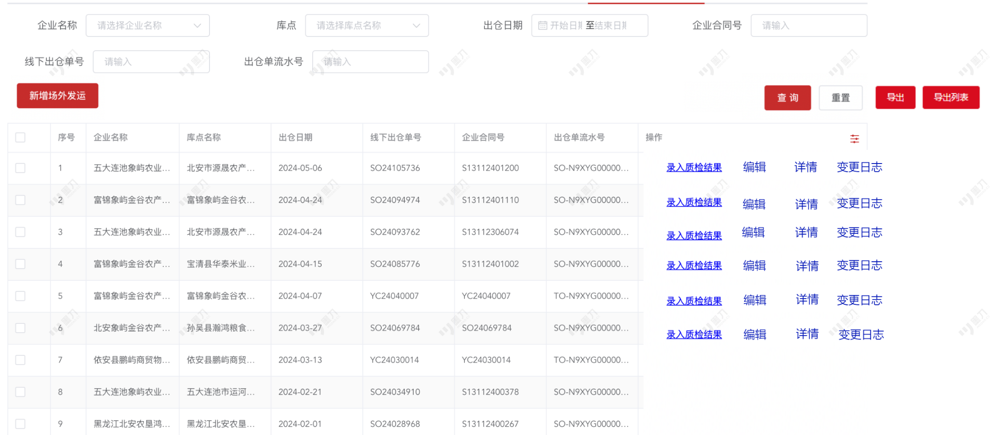 企业名称 请选择企业名称 库点 请选择库点名称 出仓日期 开始日期 至 结束日期 企业合同号 请输入
线下出仓单号 请输入 出仓单流水号 请输入
新增场外发运 查 询 重置 导出 导出列表
序号 企业名称 库点名称 出仓日期 线下出仓单号 企业合同号 出仓单流水号 操作
1 五大连池象屿农业... 北安市源晟农产... 2024-05-06 SO24105736 S13112401200 SO-N9XYG00000... 录入质检结果 编辑 详情 变更日志
2 富锦象屿金谷农产... 富锦象屿金谷农... 2024-04-24 SO24094974 S13112401110 SO-N9XYG00000... 录入质检结果 编辑 详情 变更日志
3 五大连池象屿农业... 北安市源晟农产... 2024-04-24 SO24093762 S13112306074 SO-N9XYG00000... 录入质检结果 编辑 详情 变更日志
4 富锦象屿金谷农产... 宝清县华泰米业... 2024-04-15 SO24085776 S13112401002 SO-N9XYG00000... 录入质检结果 编辑 详情 变更日志
5 富锦象屿金谷农产... 富锦象屿金谷农... 2024-04-07 YC24040007 YC24040007 TO-N9XYG00000... 录入质检结果 编辑 详情 变更日志
6 北安象屿金谷农产... 孙吴县瀚鸿粮食... 2024-03-27 SO24069784 SO24069784 SO-N9XYG00000... 录入质检结果 编辑 详情 变更日志
7 依安县鹏屿商贸物... 依安县鹏屿商贸... 2024-03-13 YC24030014 YC24030014 TO-N9XYG00000...
8 五大连池象屿农业... 五大连池市运河... 2024-02-21 SO24034910 S13112400378 SO-N9XYG00000...
9 黑龙江北安农垦鸿... 黑龙江北安农垦... 2024-02-01 SO24028968 S13112400267 SO-N9XYG00000...